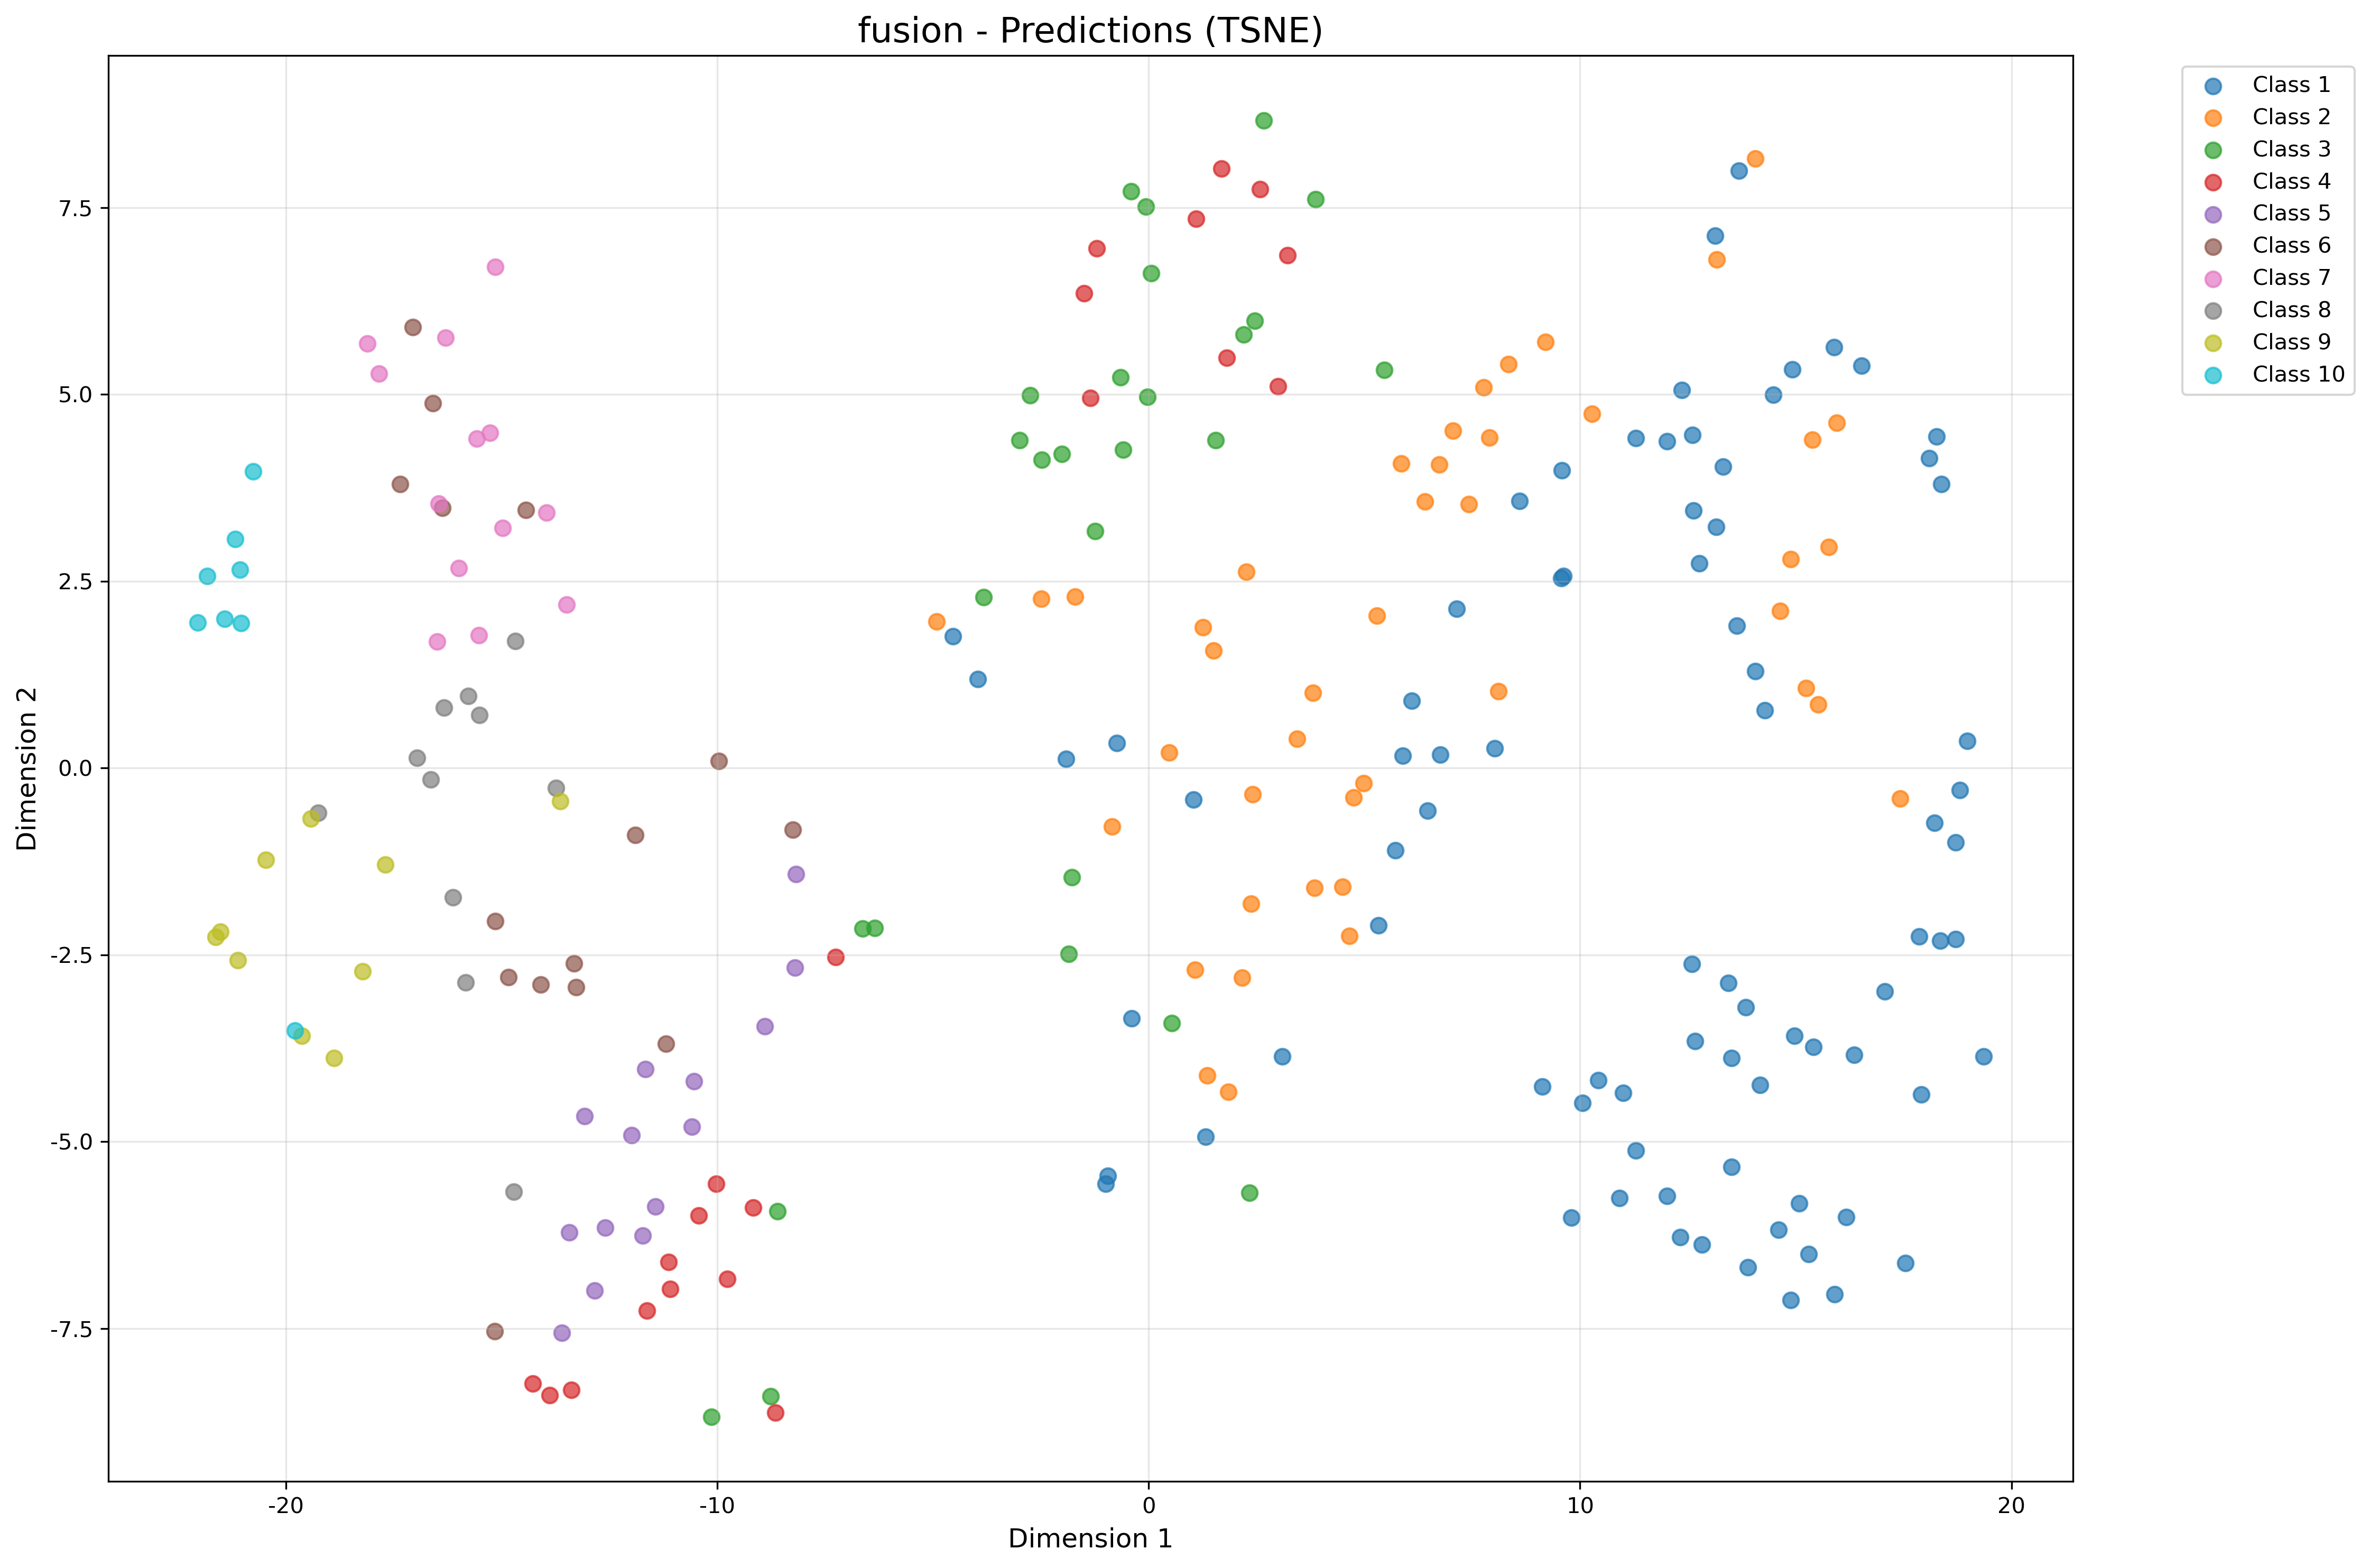 fusion - Predictions (TSNE)
Class 1
Class 2
Class 3
Class 4
Class 5
Class 6
Class 7
Class 8
Class 9
Class 10
Dimension 2
7.5
5.0
2.5
0.0
-2.5
-5.0
-7.5
-20
-10
0
10
20
Dimension 1